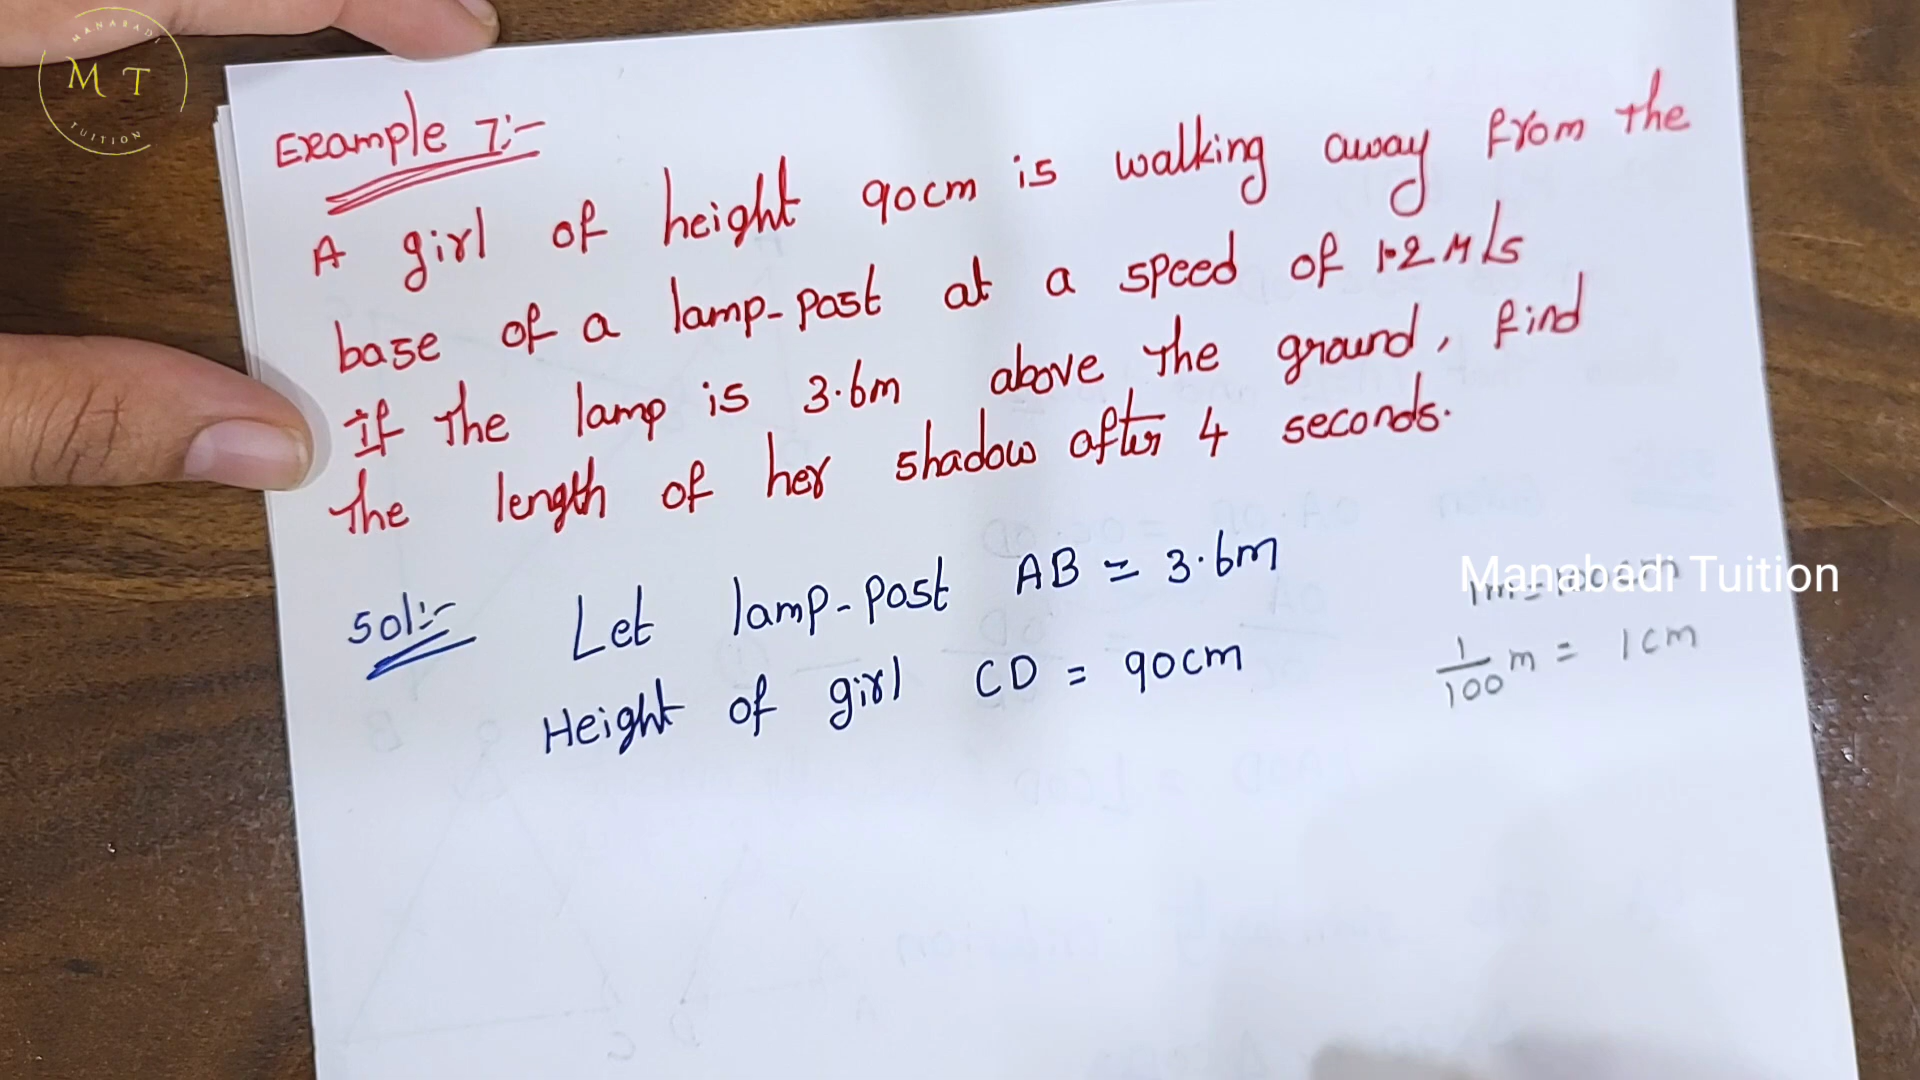 MANABADI
M T
TUITION
Example 7:-
A girl of height 90cm is walking away from the
base of a lamp-post at a speed of 1.2 M/s
if the lamp is 3.6m above the ground, find
the length of her shadow after 4 seconds.
Sol:- Let lamp-post AB = 3.6m
Height of girl CD = 90cm
Manabadi Tuition
1m = 100cm
1/100 m = 1cm